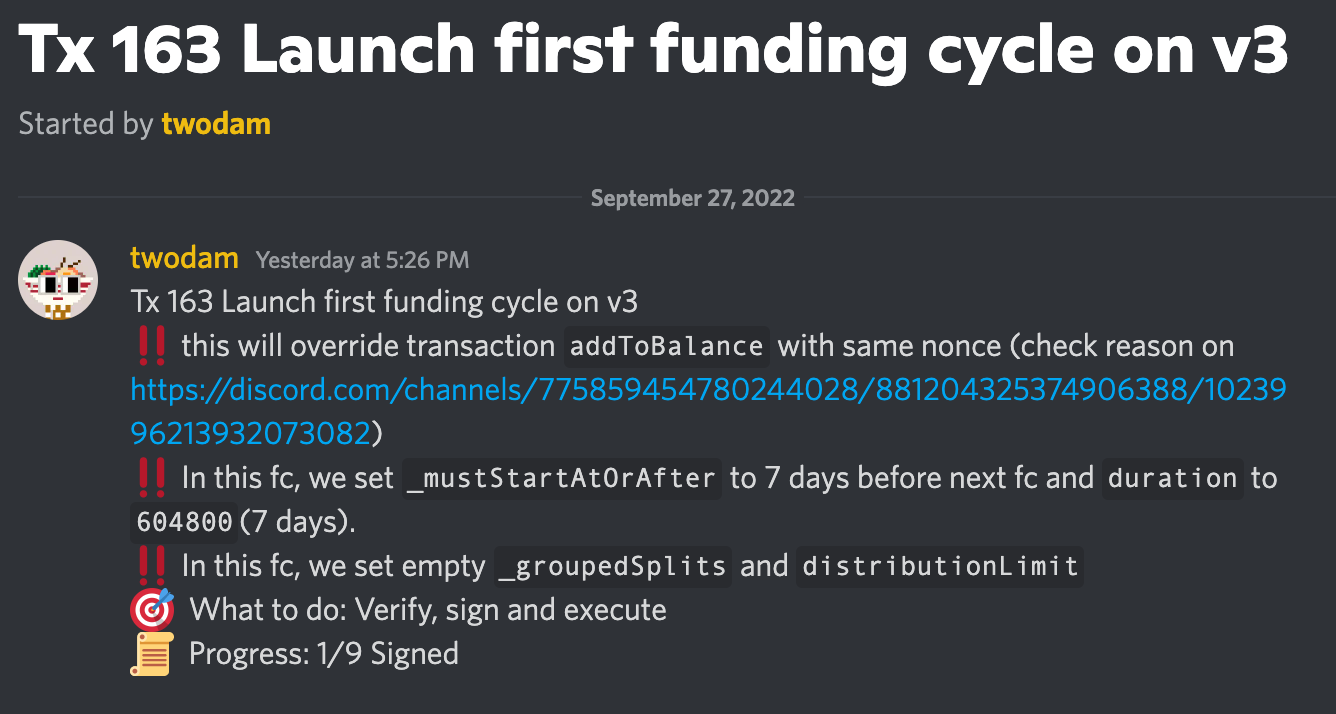 Tx 163 Launch first funding cycle on v3
Started by twodam
September 27, 2022
twodam Yesterday at 5:26 PM
Tx 163 Launch first funding cycle on v3
‼️ this will override transaction addToBalance with same nonce (check reason on
https://discord.com/channels/775859454780244028/881204325374906388/10239
96213932073082)
‼️ In this fc, we set _mustStartAtOrAfter to 7 days before next fc and duration to
604800 (7 days).
‼️ In this fc, we set empty _groupedSplits and distributionLimit
🎯 What to do: Verify, sign and execute
📜 Progress: 1/9 Signed